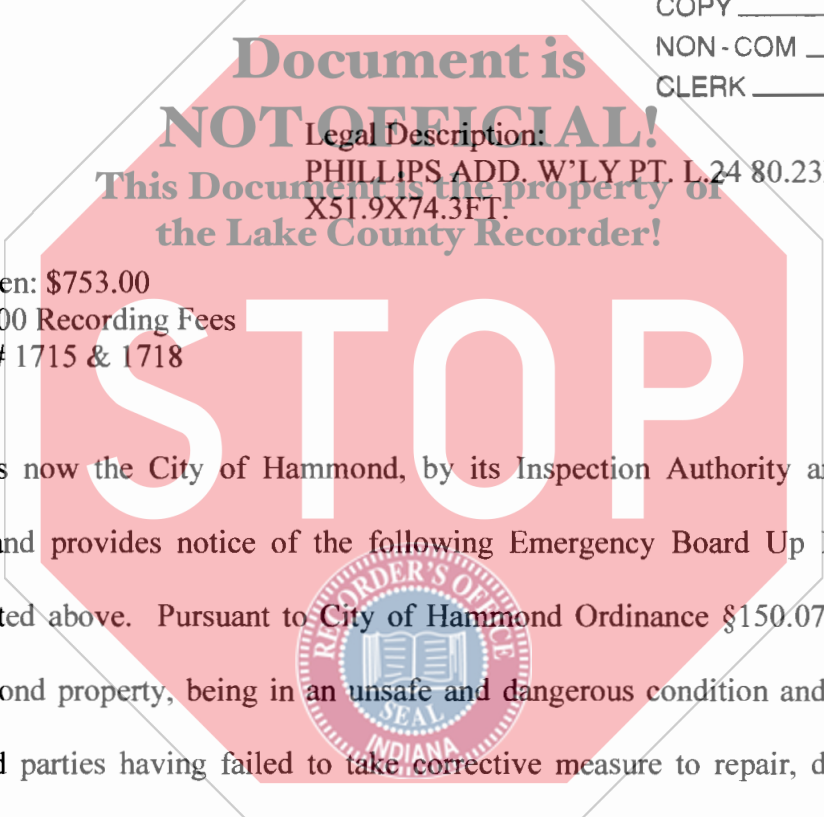 COPY
NON-COM
CLERK
Document is
NOT OFFICIAL!
This Document is the property of
the Lake County Recorder!
Legal Description:
PHILLIPS ADD. W'LY PT. L.24 80.23
X51.9X74.3FT.
en: $753.00
00 Recording Fees
# 1715 & 1718
STOP
s now the City of Hammond, by its Inspection Authority a
and provides notice of the following Emergency Board Up
ted above. Pursuant to City of Hammond Ordinance §150.07
ond property, being in an unsafe and dangerous condition and
d parties having failed to take corrective measure to repair, d
RECORDER'S OFFICE
SEAL
INDIANA